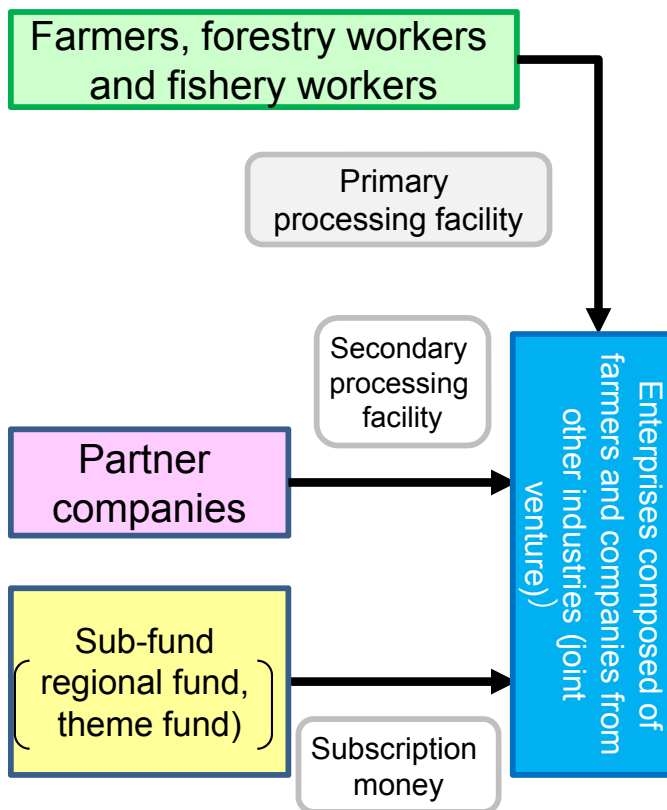 Farmers, forestry workers
and fishery workers
Primary
processing facility
Secondary
processing
facility
Partner
companies
Sub-fund
(regional fund,
theme fund)
Subscription
money
Enterprises composed of
farmers and companies from
other industries (joint
venture))